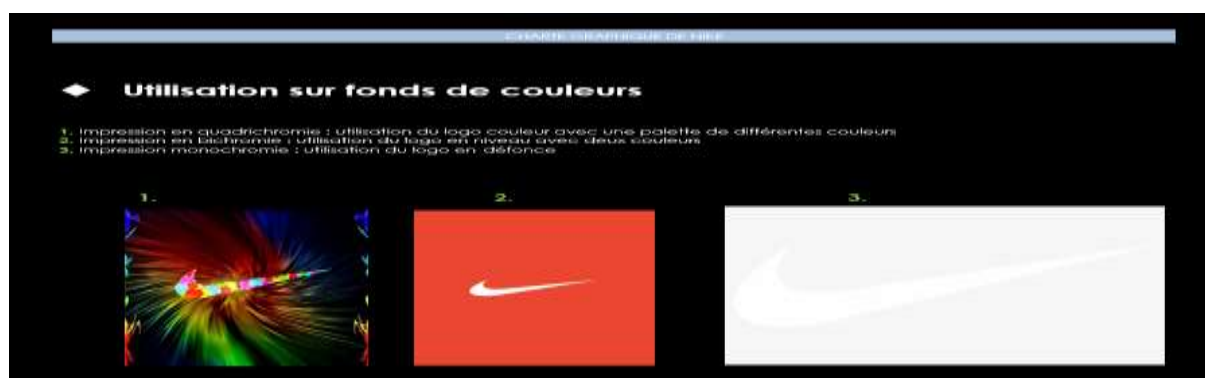 CHARTE GRAPHIQUE DE NIKE
Utilisation sur fonds de couleurs
1. Impression en quadrichromie : utilisation du logo couleur avec une palette de différentes couleurs
2. Impression en bichromie : utilisation du logo en niveau avec deux couleurs
3. Impression monochromie : utilisation du logo en défonce
1.
2.
3.